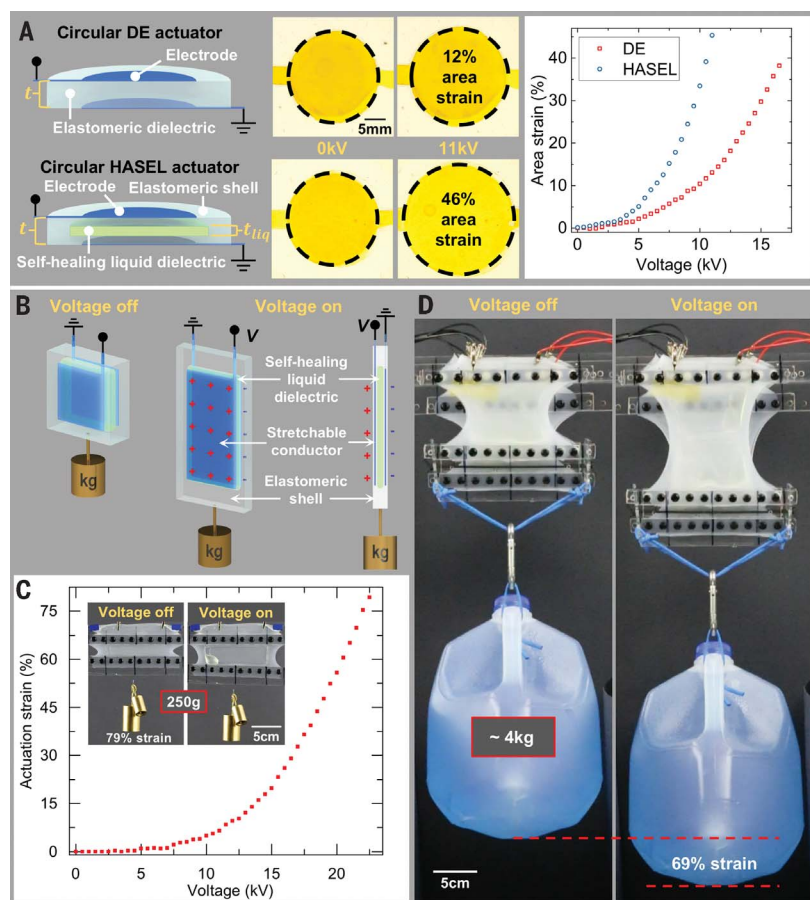 A
Circular DE actuator
Electrode
t
Elastomeric dielectric
Circular HASEL actuator
Electrode
Elastomeric shell
t
t_liq
Self-healing liquid dielectric
12%
area
strain
5mm
0kV
11kV
46%
area
strain
DE
HASEL
Area strain (%)
40
30
20
10
0
0
5
10
15
Voltage (kV)
B
Voltage off
Voltage on
V
V
Self-healing
liquid
dielectric
Stretchable
conductor
Elastomeric
shell
kg
kg
kg
C
Actuation strain (%)
75
60
45
30
15
0
Voltage off
Voltage on
250g
79% strain
5cm
0
5
10
15
20
Voltage (kV)
D
Voltage off
Voltage on
~ 4kg
69% strain
5cm